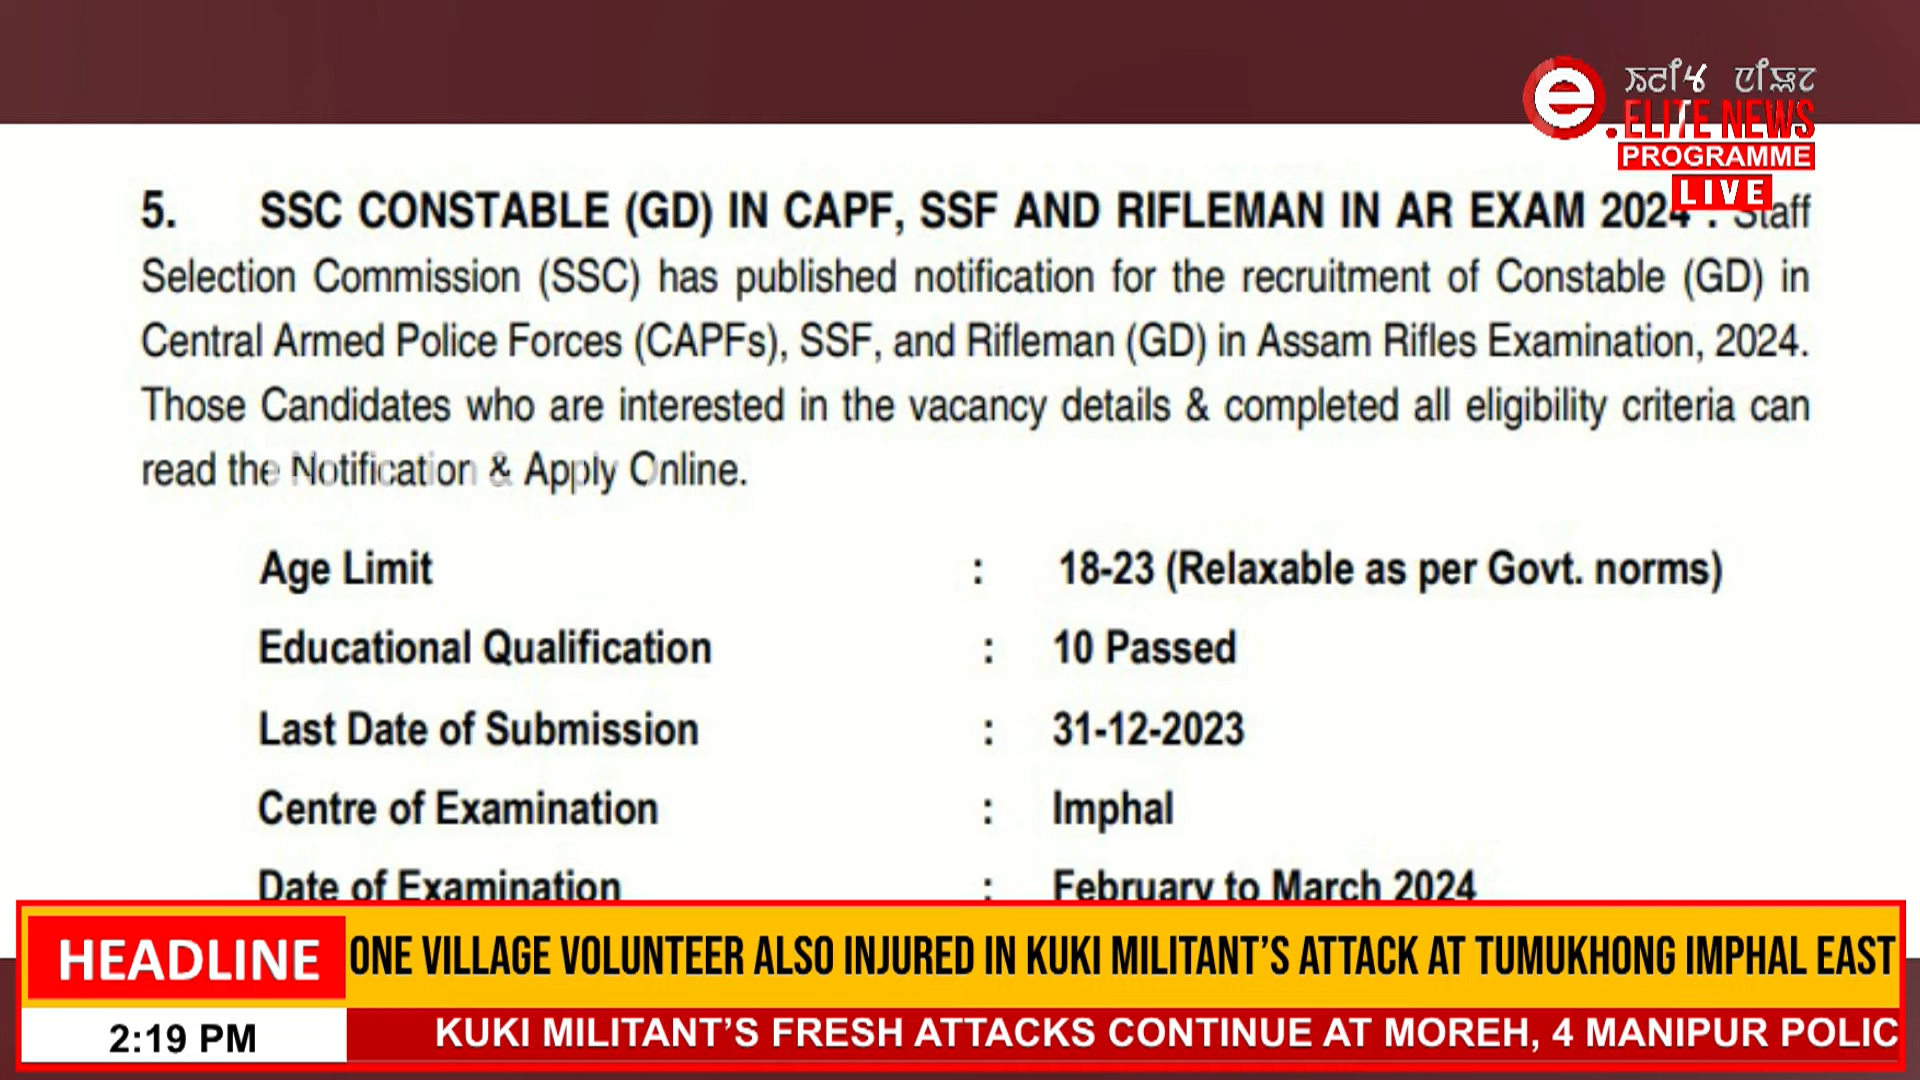 ꯏꯂꯤꯠ ꯅꯤꯎꯖ
e.
ELITE NEWS
PROGRAMME
LIVE
5. SSC CONSTABLE (GD) IN CAPF, SSF AND RIFLEMAN IN AR EXAM 2024 : Staff
Selection Commission (SSC) has published notification for the recruitment of Constable (GD) in
Central Armed Police Forces (CAPFs), SSF, and Rifleman (GD) in Assam Rifles Examination, 2024.
Those Candidates who are interested in the vacancy details & completed all eligibility criteria can
read the Notification & Apply Online.
Age Limit : 18-23 (Relaxable as per Govt. norms)
Educational Qualification : 10 Passed
Last Date of Submission : 31-12-2023
Centre of Examination : Imphal
Date of Examination : February to March 2024
HEADLINE ONE VILLAGE VOLUNTEER ALSO INJURED IN KUKI MILITANT’S ATTACK AT TUMUKHONG IMPHAL EAST
2:19 PM KUKI MILITANT’S FRESH ATTACKS CONTINUE AT MOREH, 4 MANIPUR POLIC